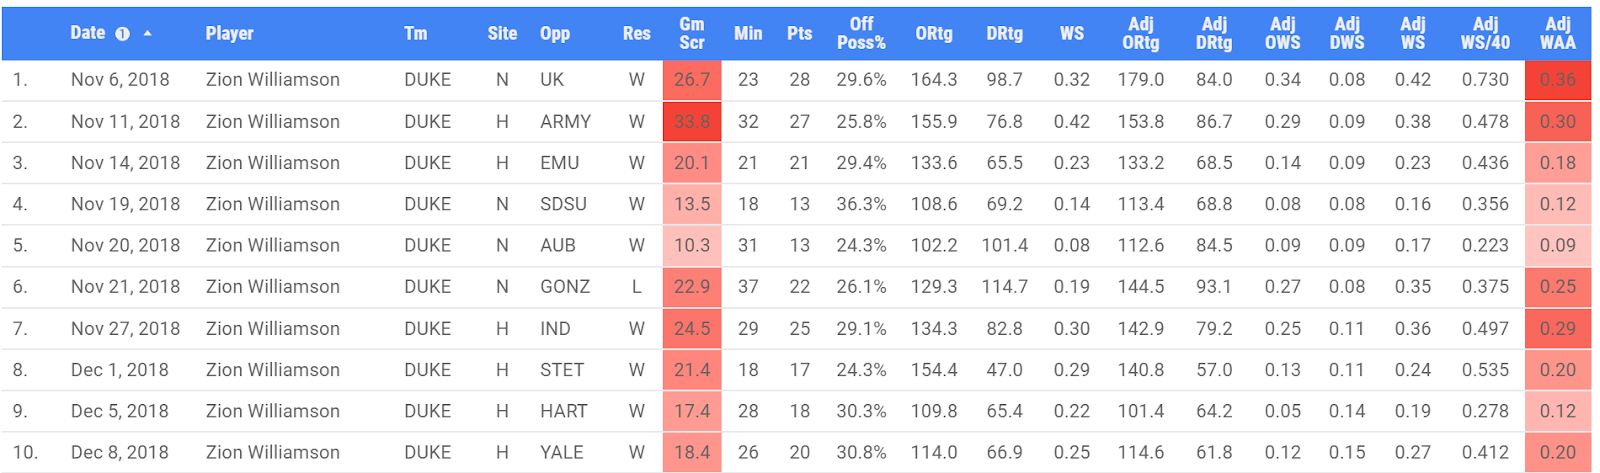 Date 1 Player Tm Site Opp Res Gm Scr Min Pts Off Poss% ORtg DRtg WS Adj ORtg Adj DRtg Adj OWS Adj DWS Adj WS Adj WS/40 Adj WAA
1. Nov 6, 2018 Zion Williamson DUKE N UK W 26.7 23 28 29.6% 164.3 98.7 0.32 179.0 84.0 0.34 0.08 0.42 0.730 0.36
2. Nov 11, 2018 Zion Williamson DUKE H ARMY W 33.8 32 27 25.8% 155.9 76.8 0.42 153.8 86.7 0.29 0.09 0.38 0.478 0.30
3. Nov 14, 2018 Zion Williamson DUKE H EMU W 20.1 21 21 29.4% 133.6 65.5 0.23 133.2 68.5 0.14 0.09 0.23 0.436 0.18
4. Nov 19, 2018 Zion Williamson DUKE N SDSU W 13.5 18 13 36.3% 108.6 69.2 0.14 113.4 68.8 0.08 0.08 0.16 0.356 0.12
5. Nov 20, 2018 Zion Williamson DUKE N AUB W 10.3 31 13 24.3% 102.2 101.4 0.08 112.6 84.5 0.09 0.09 0.17 0.223 0.09
6. Nov 21, 2018 Zion Williamson DUKE N GONZ L 22.9 37 22 26.1% 129.3 114.7 0.19 144.5 93.1 0.27 0.08 0.35 0.375 0.25
7. Nov 27, 2018 Zion Williamson DUKE H IND W 24.5 29 25 29.1% 134.3 82.8 0.30 142.9 79.2 0.25 0.11 0.36 0.497 0.29
8. Dec 1, 2018 Zion Williamson DUKE H STET W 21.4 18 17 24.3% 154.4 47.0 0.29 140.8 57.0 0.13 0.11 0.24 0.535 0.20
9. Dec 5, 2018 Zion Williamson DUKE H HART W 17.4 28 18 30.3% 109.8 65.4 0.22 101.4 64.2 0.05 0.14 0.19 0.278 0.12
10. Dec 8, 2018 Zion Williamson DUKE H YALE W 18.4 26 20 30.8% 114.0 66.9 0.25 114.6 61.8 0.12 0.15 0.27 0.412 0.20